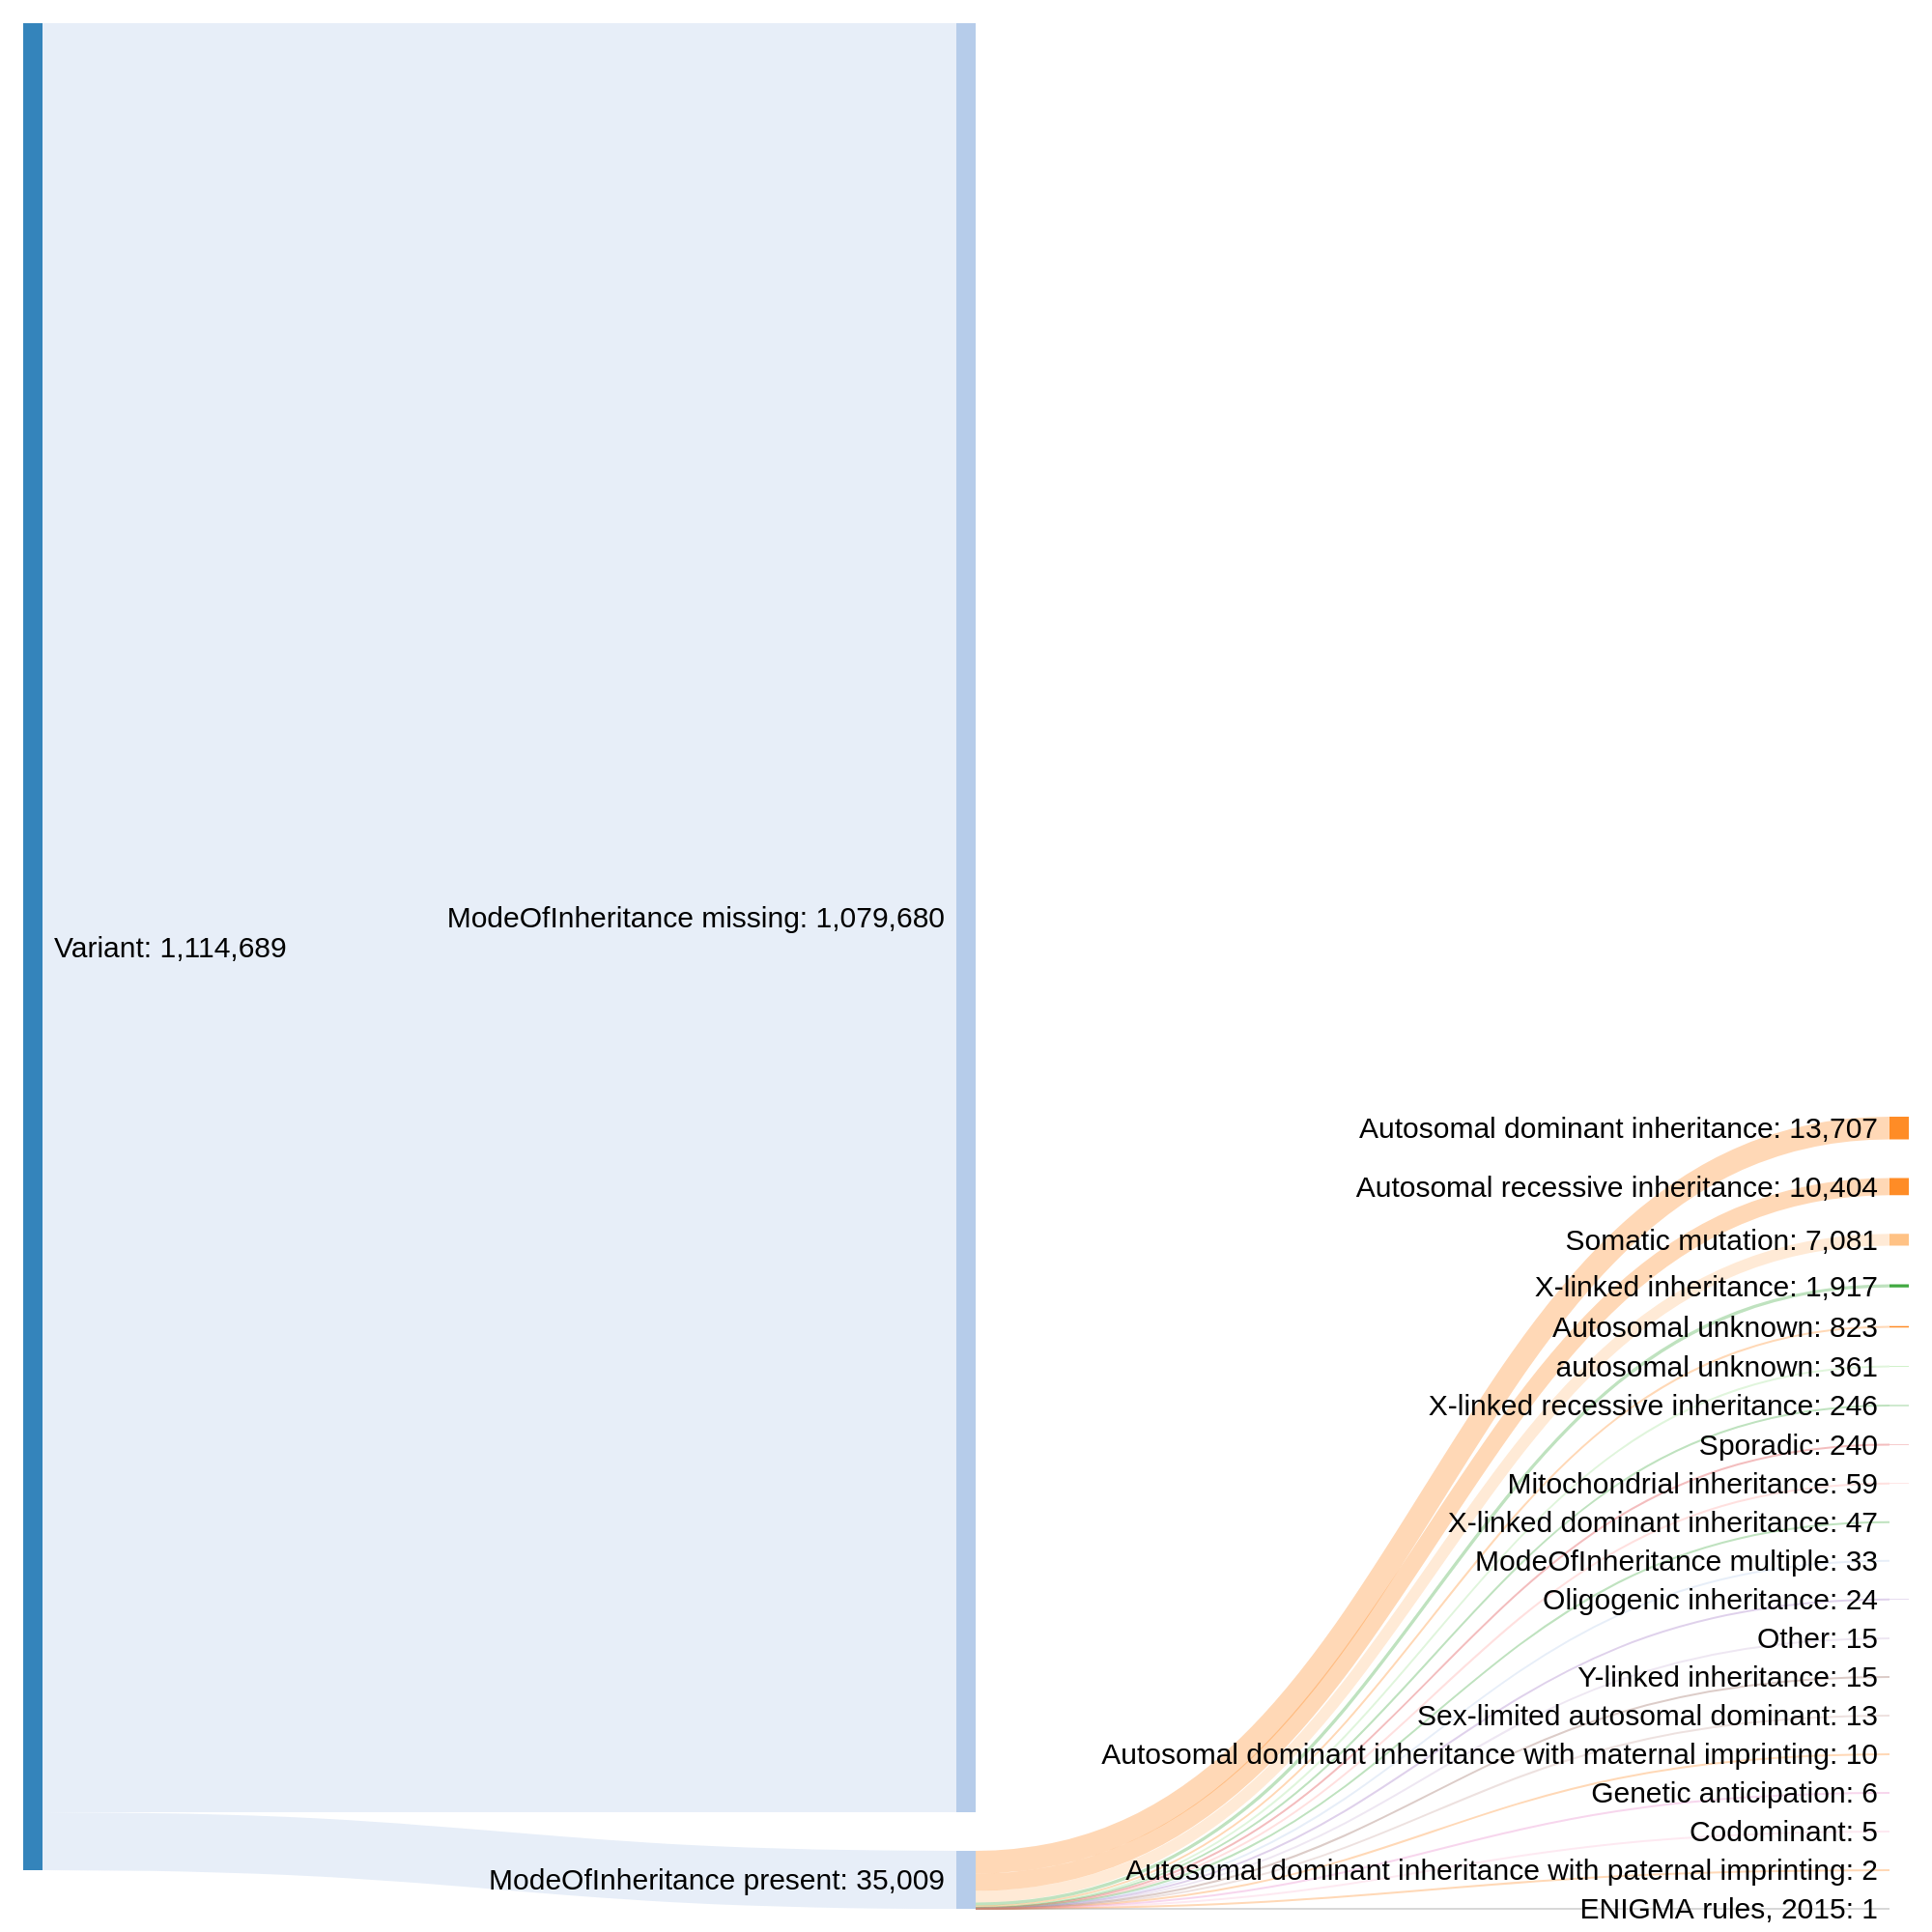 ModeOfInheritance missing: 1,079,680
Variant: 1,114,689
Autosomal dominant inheritance: 13,707
Autosomal recessive inheritance: 10,404
Somatic mutation: 7,081
X-linked inheritance: 1,917
Autosomal unknown: 823
autosomal unknown: 361
X-linked recessive inheritance: 246
Sporadic: 240
Mitochondrial inheritance: 59
X-linked dominant inheritance: 47
ModeOfInheritance multiple: 33
Oligogenic inheritance: 24
Other: 15
Y-linked inheritance: 15
Sex-limited autosomal dominant: 13
Autosomal dominant inheritance with maternal imprinting: 10
Genetic anticipation: 6
Codominant: 5
Autosomal dominant inheritance with paternal imprinting: 2
ModeOfInheritance present: 35,009
ENIGMA rules, 2015: 1